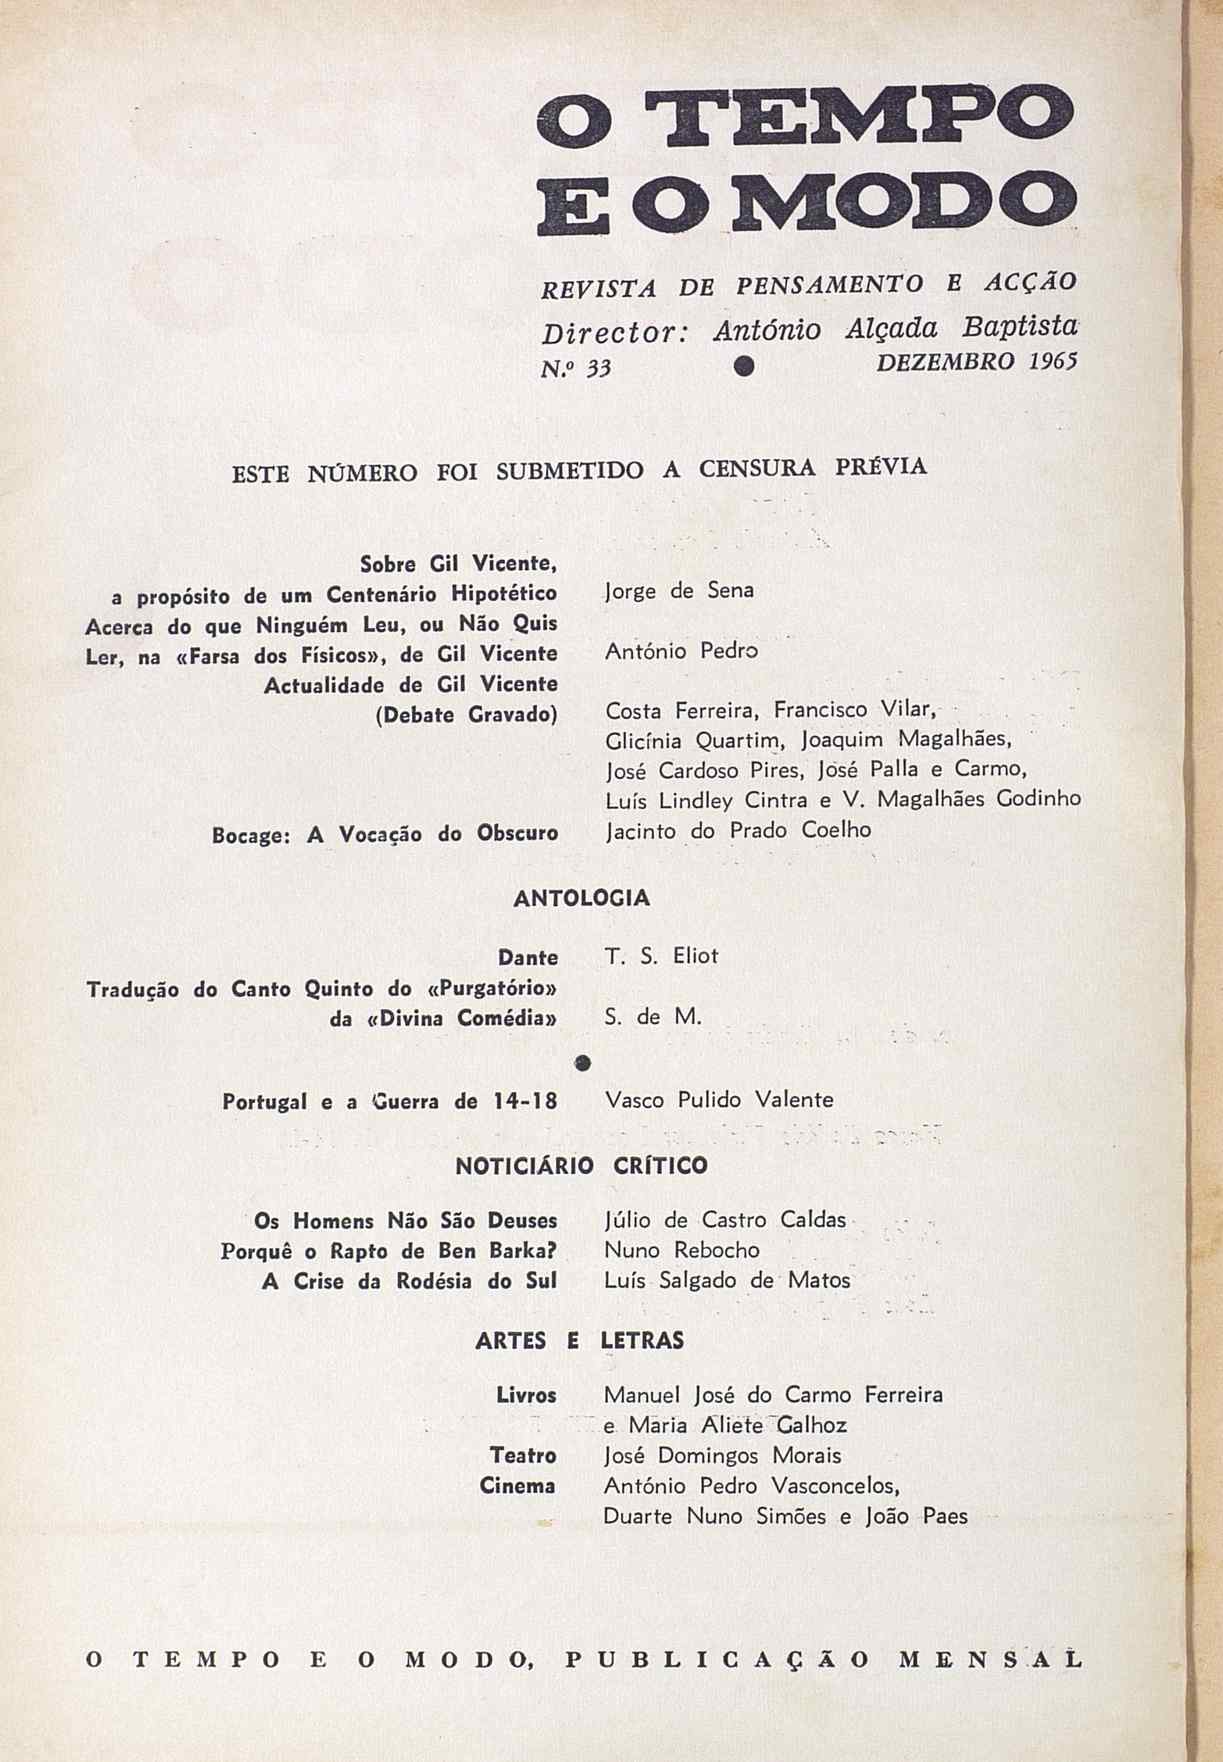 O TEMPO
E O MODO
REVISTA DE PENSAMENTO E ACÇÃO
Director: António Alçada Baptista
N.º 33 ● DEZEMBRO 1965
ESTE NÚMERO FOI SUBMETIDO A CENSURA PRÉVIA
Sobre Gil Vicente,
a propósito de um Centenário Hipotético Jorge de Sena
Acerca do que Ninguém Leu, ou Não Quis
Ler, na «Farsa dos Físicos», de Gil Vicente António Pedro
Actualidade de Gil Vicente
(Debate Gravado) Costa Ferreira, Francisco Vilar,
Glicínia Quartim, Joaquim Magalhães,
José Cardoso Pires, José Palla e Carmo,
Luís Lindley Cintra e V. Magalhães Godinho
Bocage: A Vocação do Obscuro Jacinto do Prado Coelho
ANTOLOGIA
Dante T. S. Eliot
Tradução do Canto Quinto do «Purgatório»
da «Divina Comédia» S. de M.
●
Portugal e a Guerra de 14-18 Vasco Pulido Valente
NOTICIÁRIO CRÍTICO
Os Homens Não São Deuses Júlio de Castro Caldas
Porquê o Rapto de Ben Barka? Nuno Rebocho
A Crise da Rodésia do Sul Luís Salgado de Matos
ARTES E LETRAS
Livros Manuel José do Carmo Ferreira
e Maria Aliete Galhoz
Teatro José Domingos Morais
Cinema António Pedro Vasconcelos,
Duarte Nuno Simões e João Paes
O TEMPO E O MODO, PUBLICAÇÃO MENSAL